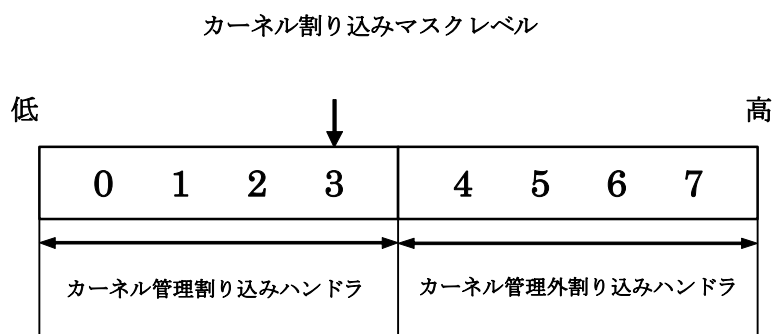 カーネル割り込みマスクレベル
低 高
0 1 2 3 4 5 6 7
カーネル管理割り込みハンドラ カーネル管理外割り込みハンドラ